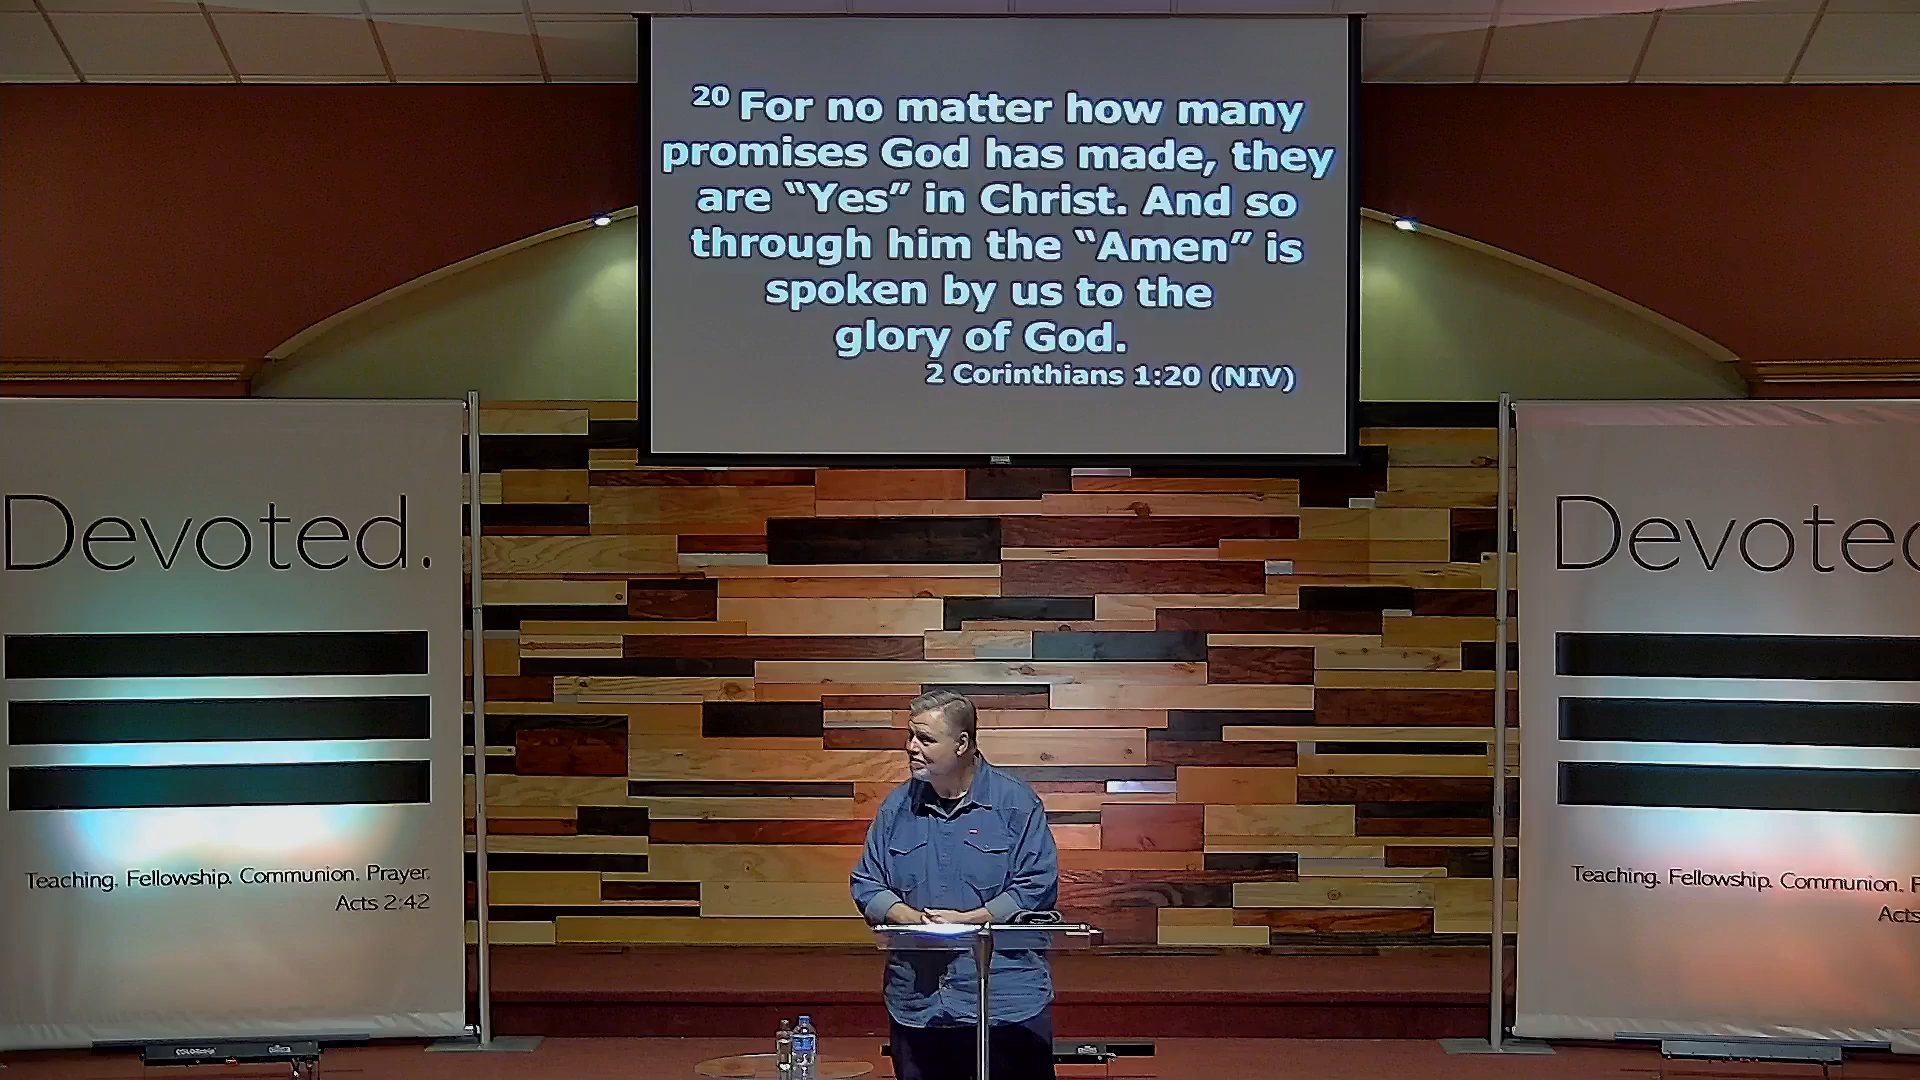 20 For no matter how many
promises God has made, they
are “Yes” in Christ. And so
through him the “Amen” is
spoken by us to the
glory of God.
2 Corinthians 1:20 (NIV)
Devoted.
Teaching. Fellowship. Communion. Prayer.
Acts 2:42
Devoted
Teaching. Fellowship. Communion.
Acts